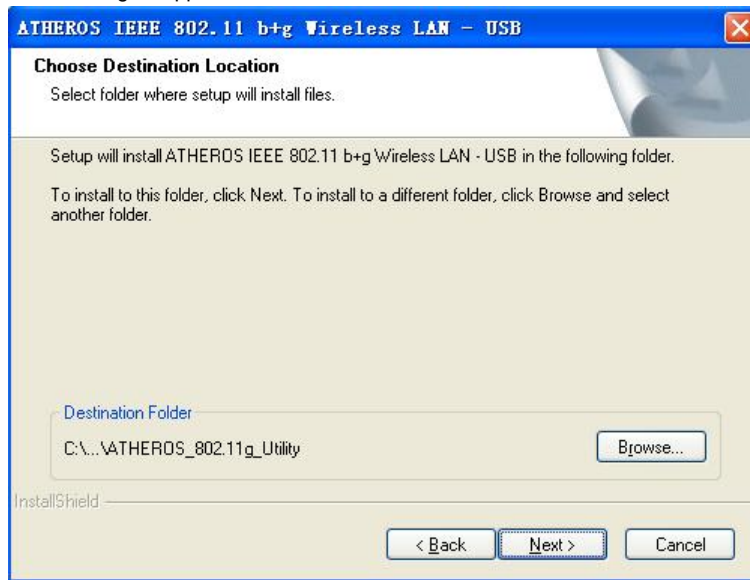 ATHEROS IEEE 802.11 b+g Wireless LAN - USB
Choose Destination Location
Select folder where setup will install files.
Setup will install ATHEROS IEEE 802.11 b+g Wireless LAN - USB in the following folder.
To install to this folder, click Next. To install to a different folder, click Browse and select
another folder.
Destination Folder
C:\...\ATHEROS_802.11g_Utility
Browse...
InstallShield
< Back
Next >
Cancel